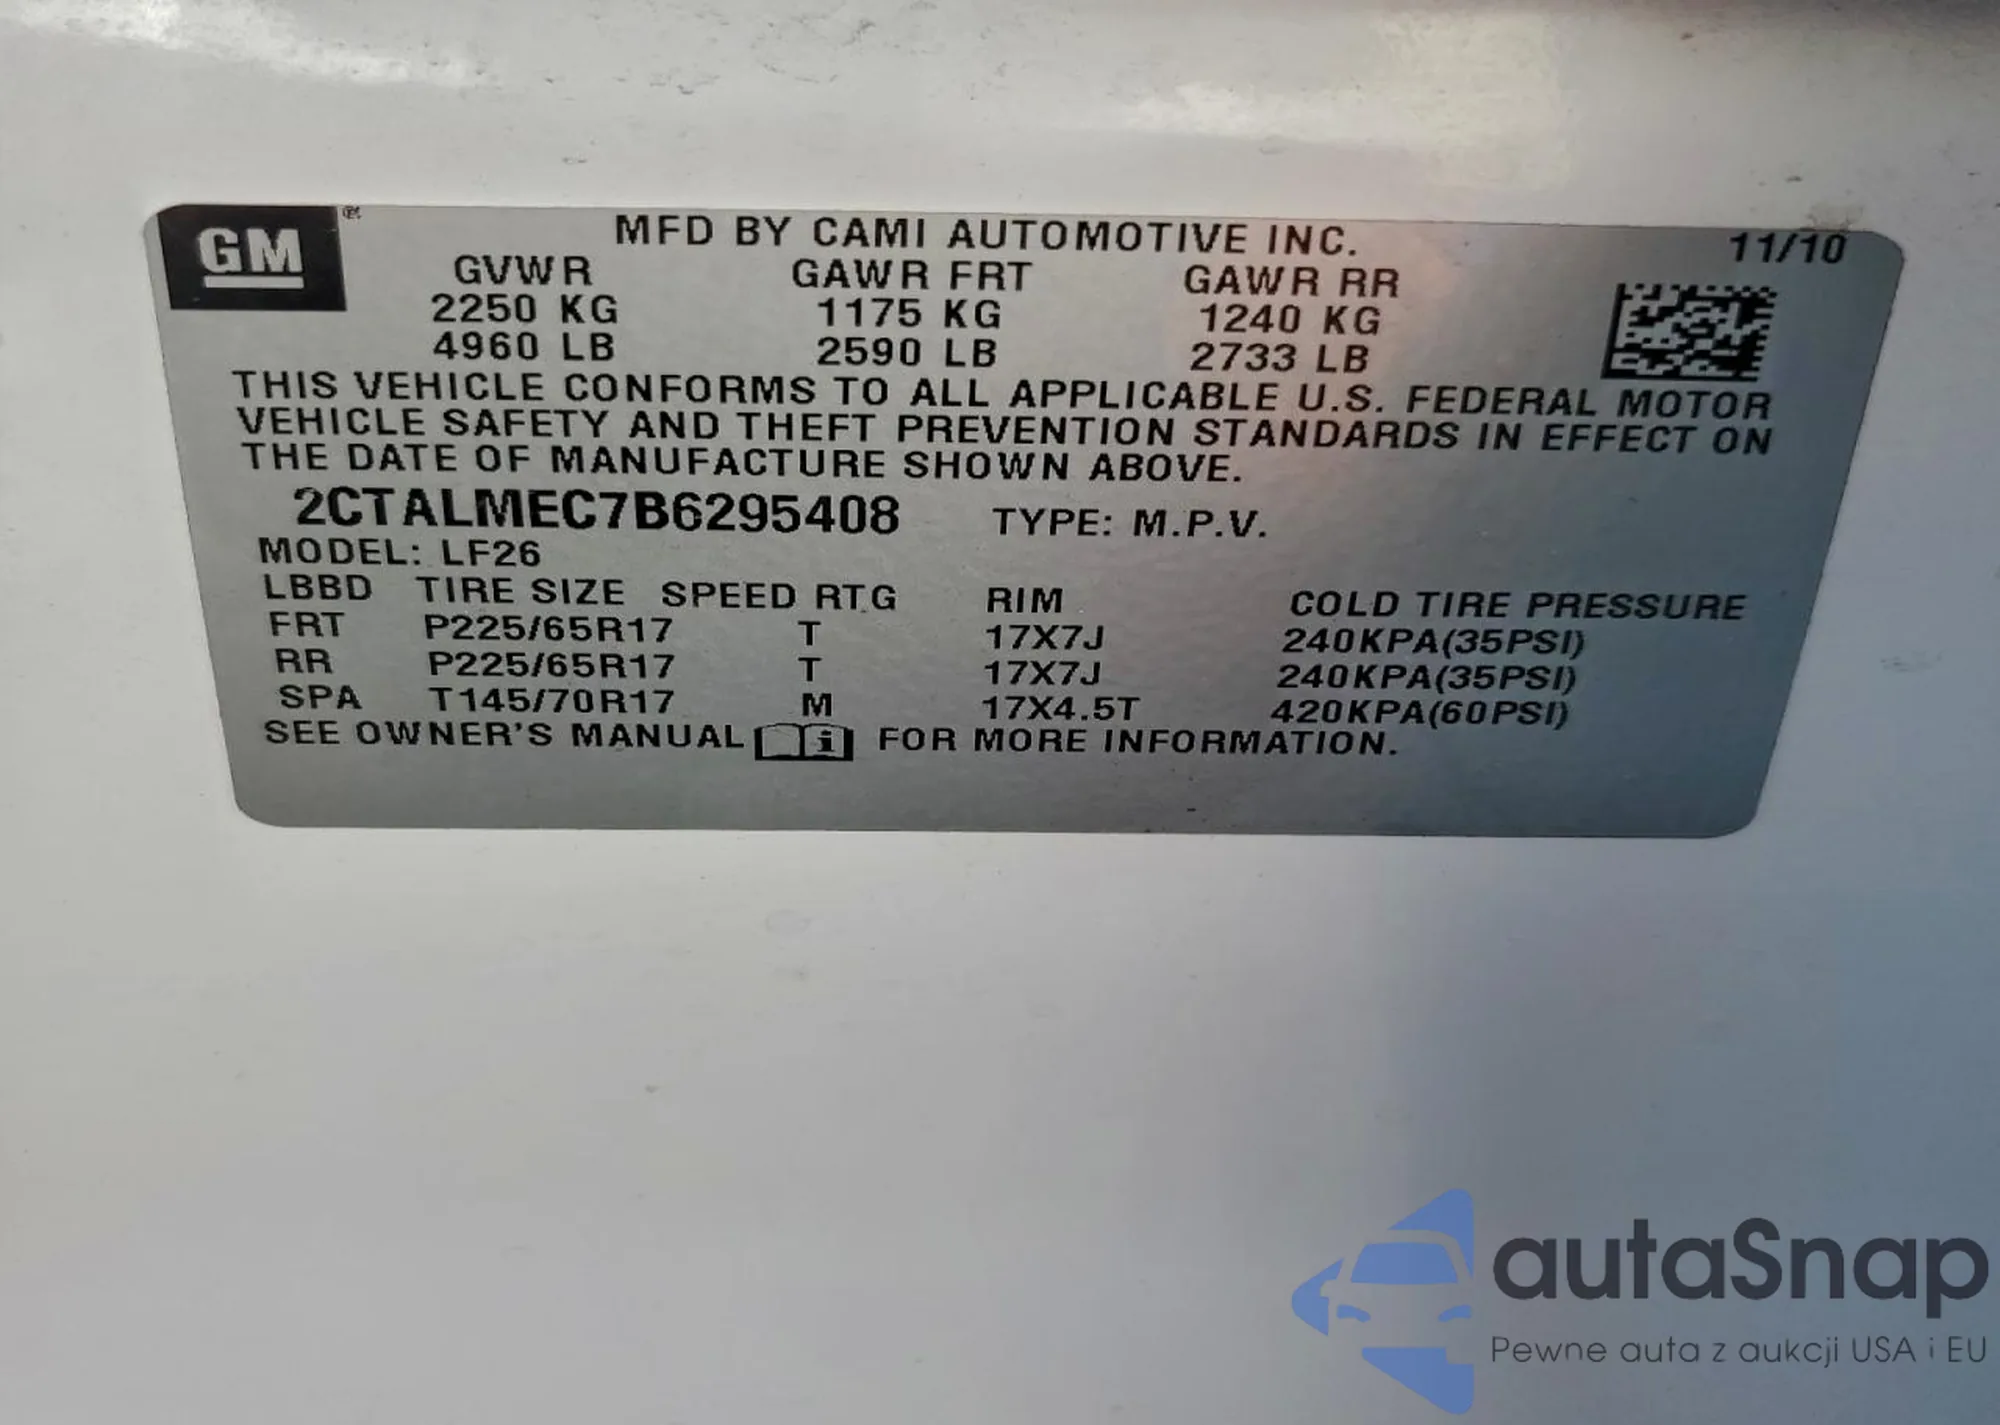 GM ®
MFD BY CAMI AUTOMOTIVE INC. 11/10
GVWR GAWR FRT GAWR RR
2250 KG 1175 KG 1240 KG
4960 LB 2590 LB 2733 LB
THIS VEHICLE CONFORMS TO ALL APPLICABLE U.S. FEDERAL MOTOR
VEHICLE SAFETY AND THEFT PREVENTION STANDARDS IN EFFECT ON
THE DATE OF MANUFACTURE SHOWN ABOVE.
2CTALMEC7B6295408 TYPE: M.P.V.
MODEL: LF26
LBBD TIRE SIZE SPEED RTG RIM COLD TIRE PRESSURE
FRT P225/65R17 T 17X7J 240KPA(35PSI)
RR P225/65R17 T 17X7J 240KPA(35PSI)
SPA T145/70R17 M 17X4.5T 420KPA(60PSI)
SEE OWNER'S MANUAL i FOR MORE INFORMATION.
autaSnap
Pewne auta z aukcji USA i EU